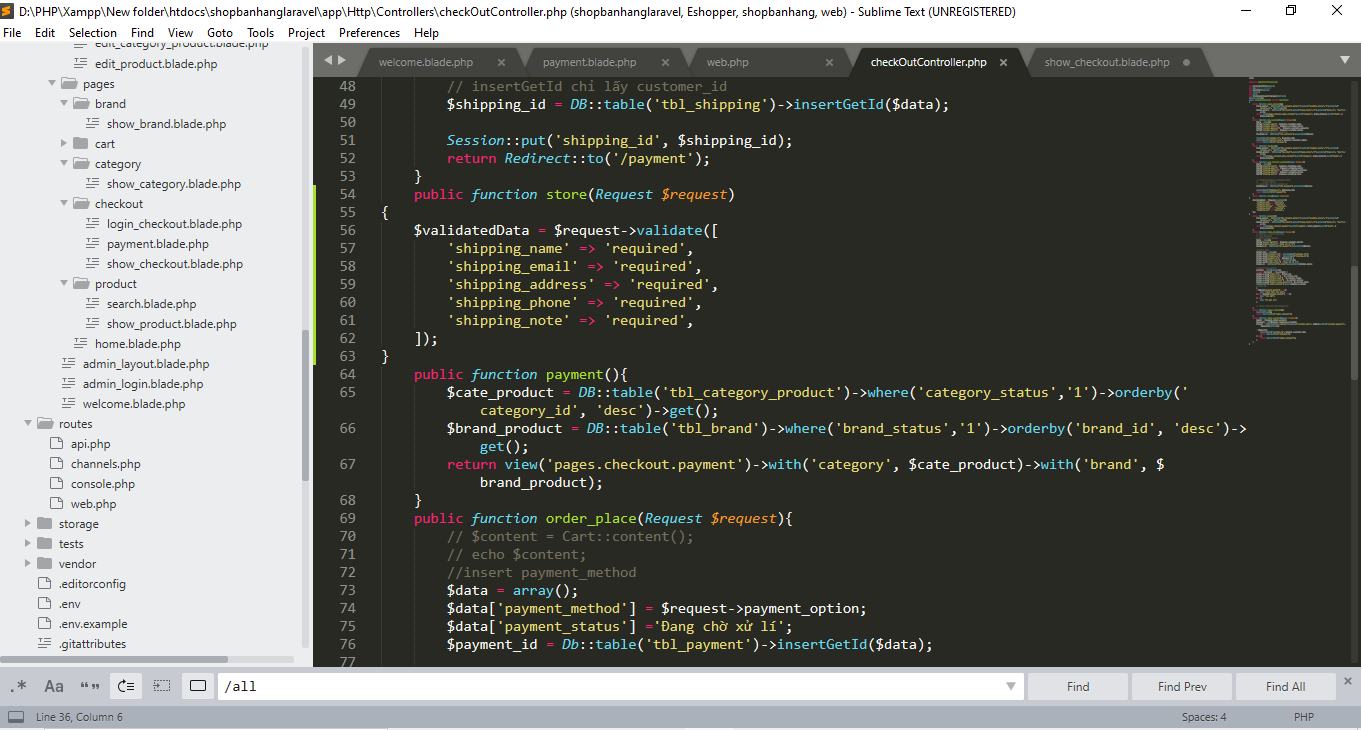 D:\PHP\Xampp\New folder\htdocs\shopbanhanglaravel\app\Http\Controllers\checkOutController.php (shopbanhanglaravel, Eshopper, shopbanhang, web) - Sublime Text (UNREGISTERED)
File Edit Selection Find View Goto Tools Project Preferences Help
edit_category_product.blade.php
edit_product.blade.php
pages
brand
show_brand.blade.php
cart
category
show_category.blade.php
checkout
login_checkout.blade.php
payment.blade.php
show_checkout.blade.php
product
search.blade.php
show_product.blade.php
home.blade.php
admin_layout.blade.php
admin_login.blade.php
welcome.blade.php
routes
api.php
channels.php
console.php
web.php
storage
tests
vendor
.editorconfig
.env
.env.example
.gitattributes
welcome.blade.php payment.blade.php web.php checkOutController.php show_checkout.blade.php
48 // insertGetId chỉ lấy customer_id
49 $shipping_id = DB::table('tbl_shipping')->insertGetId($data);
50
51 Session::put('shipping_id', $shipping_id);
52 return Redirect::to('/payment');
53 }
54 public function store(Request $request)
55 {
56 $validatedData = $request->validate([
57 'shipping_name' => 'required',
58 'shipping_email' => 'required',
59 'shipping_address' => 'required',
60 'shipping_phone' => 'required',
61 'shipping_note' => 'required',
62 ]);
63 }
64 public function payment(){
65 $cate_product = DB::table('tbl_category_product')->where('category_status','1')->orderby('
category_id', 'desc')->get();
66 $brand_product = DB::table('tbl_brand')->where('brand_status','1')->orderby('brand_id', 'desc')->
get();
67 return view('pages.checkout.payment')->with('category', $cate_product)->with('brand', $
brand_product);
68 }
69 public function order_place(Request $request){
70 // $content = Cart::content();
71 // echo $content;
72 //insert payment_method
73 $data = array();
74 $data['payment_method'] = $request->payment_option;
75 $data['payment_status'] ='Đang chờ xử lí';
76 $payment_id = Db::table('tbl_payment')->insertGetId($data);
77
.* Aa “ ” /all Find Find Prev Find All
Line 36, Column 6 Spaces: 4 PHP